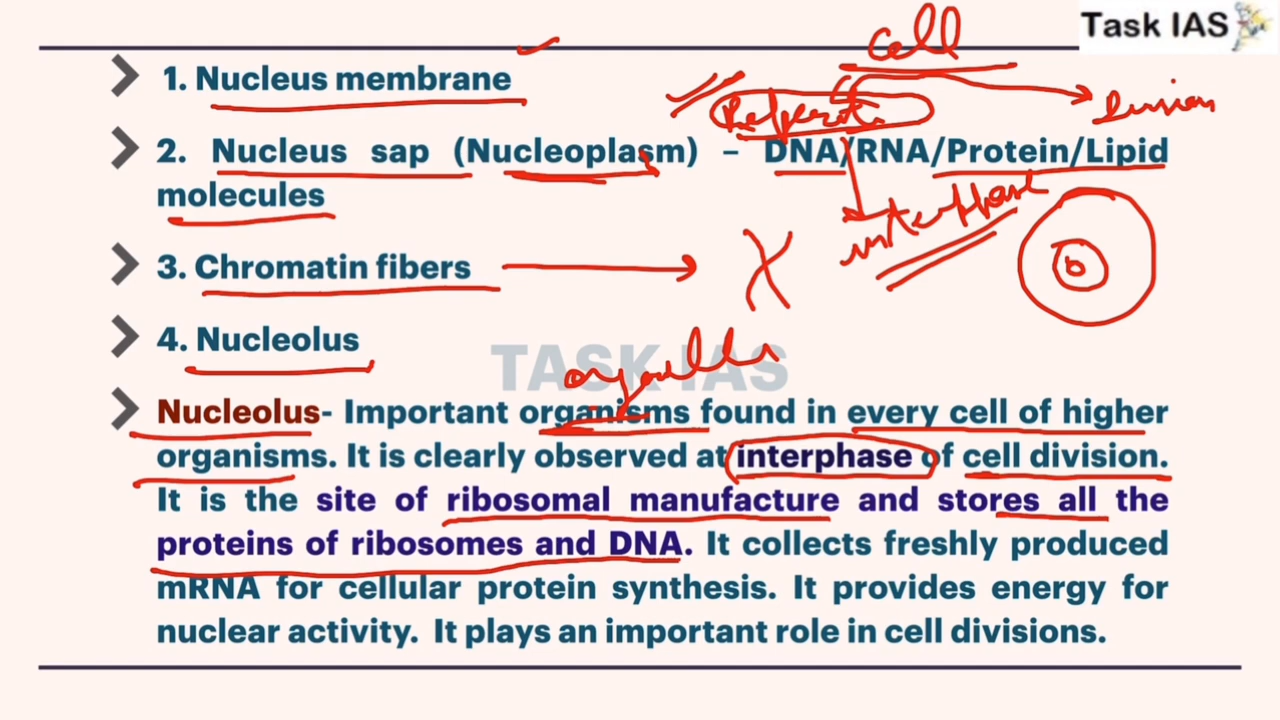 Task IAS
cell
1. Nucleus membrane
2. Nucleus sap (Nucleoplasm) – DNA/RNA/Protein/Lipid
molecules
interphase
3. Chromatin fibers
4. Nucleolus
TASK IAS
Nucleolus- Important organisms found in every cell of higher
organisms. It is clearly observed at interphase of cell division.
It is the site of ribosomal manufacture and stores all the
proteins of ribosomes and DNA. It collects freshly produced
mRNA for cellular protein synthesis. It provides energy for
nuclear activity. It plays an important role in cell divisions.